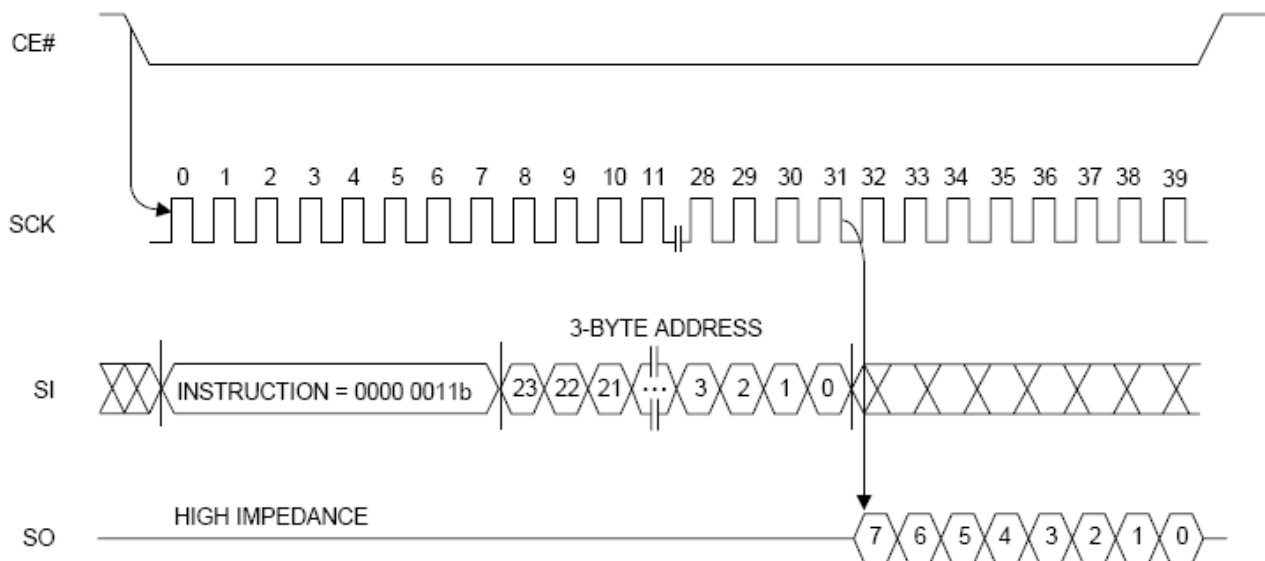 CE#
0 1 2 3 4 5 6 7 8 9 10 11 28 29 30 31 32 33 34 35 36 37 38 39
SCK
3-BYTE ADDRESS
SI INSTRUCTION = 0000 0011b 23 22 21 ... 3 2 1 0
HIGH IMPEDANCE
SO 7 6 5 4 3 2 1 0